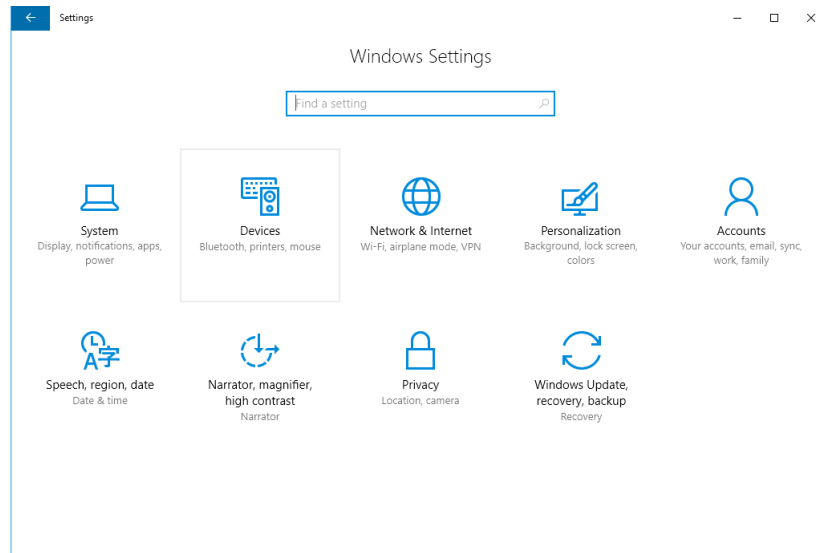 Settings
Windows Settings
Find a setting
System
Display, notifications, apps,
power
Devices
Bluetooth, printers, mouse
Network & Internet
Wi-Fi, airplane mode, VPN
Personalization
Background, lock screen,
colors
Accounts
Your accounts, email, sync,
work, family
A字
Speech, region, date
Date & time
Narrator, magnifier,
high contrast
Narrator
Privacy
Location, camera
Windows Update,
recovery, backup
Recovery